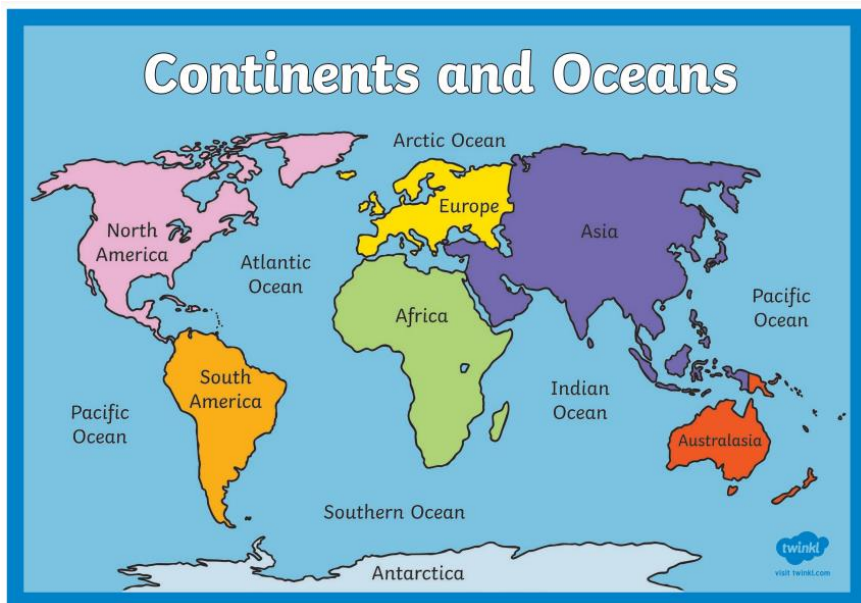 Continents and Oceans
Arctic Ocean
North
America
Europe
Asia
Atlantic
Ocean
Africa
Pacific
Ocean
South
America
Indian
Ocean
Pacific
Ocean
Australasia
Southern Ocean
twinkl
visit twinkl.com
Antarctica